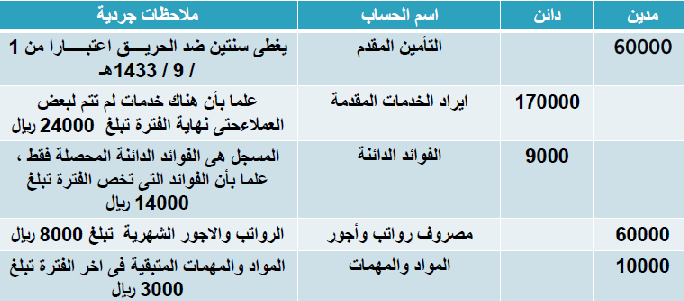 مدين دائن اسم الحساب ملاحظات جردية
60000 التأمين المقدم يغطى سنتين ضد الحريـــق اعتبـــــارا من 1
/ 9 / 1433هـ
170000 ايراد الخدمات المقدمة علما بأن هناك خدمات لم تتم لبعض
العملاءحتى نهاية الفترة تبلغ 24000 ريال
9000 الفوائد الدائنة المسجل هى الفوائد الدائنة المحصلة فقط ،
علما بأن الفوائد التى تخص الفترة تبلغ
14000 ريال
60000 مصروف رواتب وأجور الرواتب والاجور الشهرية تبلغ 8000 ريال
10000 المواد والمهمات المواد والمهمات المتبقية فى اخر الفترة تبلغ
3000 ريال